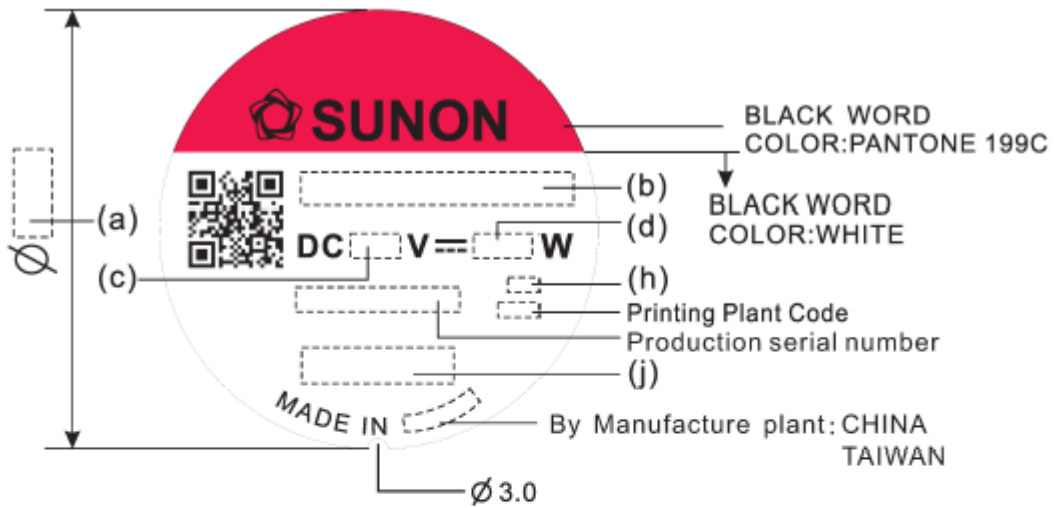 SUNON
BLACK WORD
COLOR:PANTONE 199C
(a)
(b)
BLACK WORD
COLOR:WHITE
(d)
DC V W
(c)
(h)
Printing Plant Code
Production serial number
(j)
MADE IN
By Manufacture plant: CHINA
TAIWAN
Ø
Ø 3.0